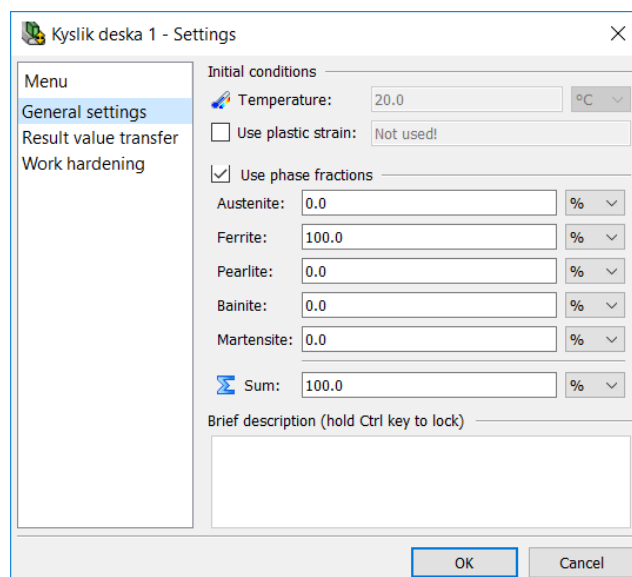 Kyslik deska 1 - Settings
Menu
General settings
Result value transfer
Work hardening
Initial conditions
Temperature: 20.0 °C
Use plastic strain: Not used!
Use phase fractions
Austenite: 0.0 %
Ferrite: 100.0 %
Pearlite: 0.0 %
Bainite: 0.0 %
Martensite: 0.0 %
Sum: 100.0 %
Brief description (hold Ctrl key to lock)
OK Cancel